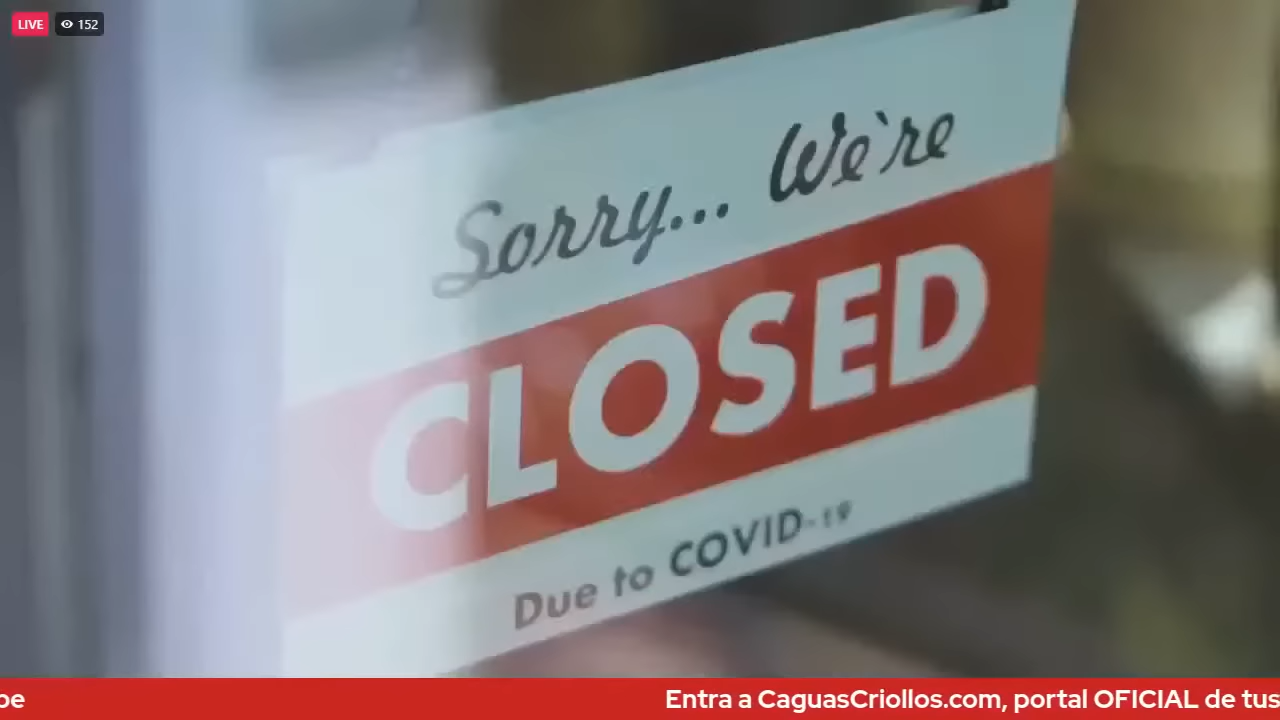 LIVE 152
Sorry... We're
CLOSED
Due to COVID-19
Entra a CaguasCriollos.com, portal OFICIAL de tus